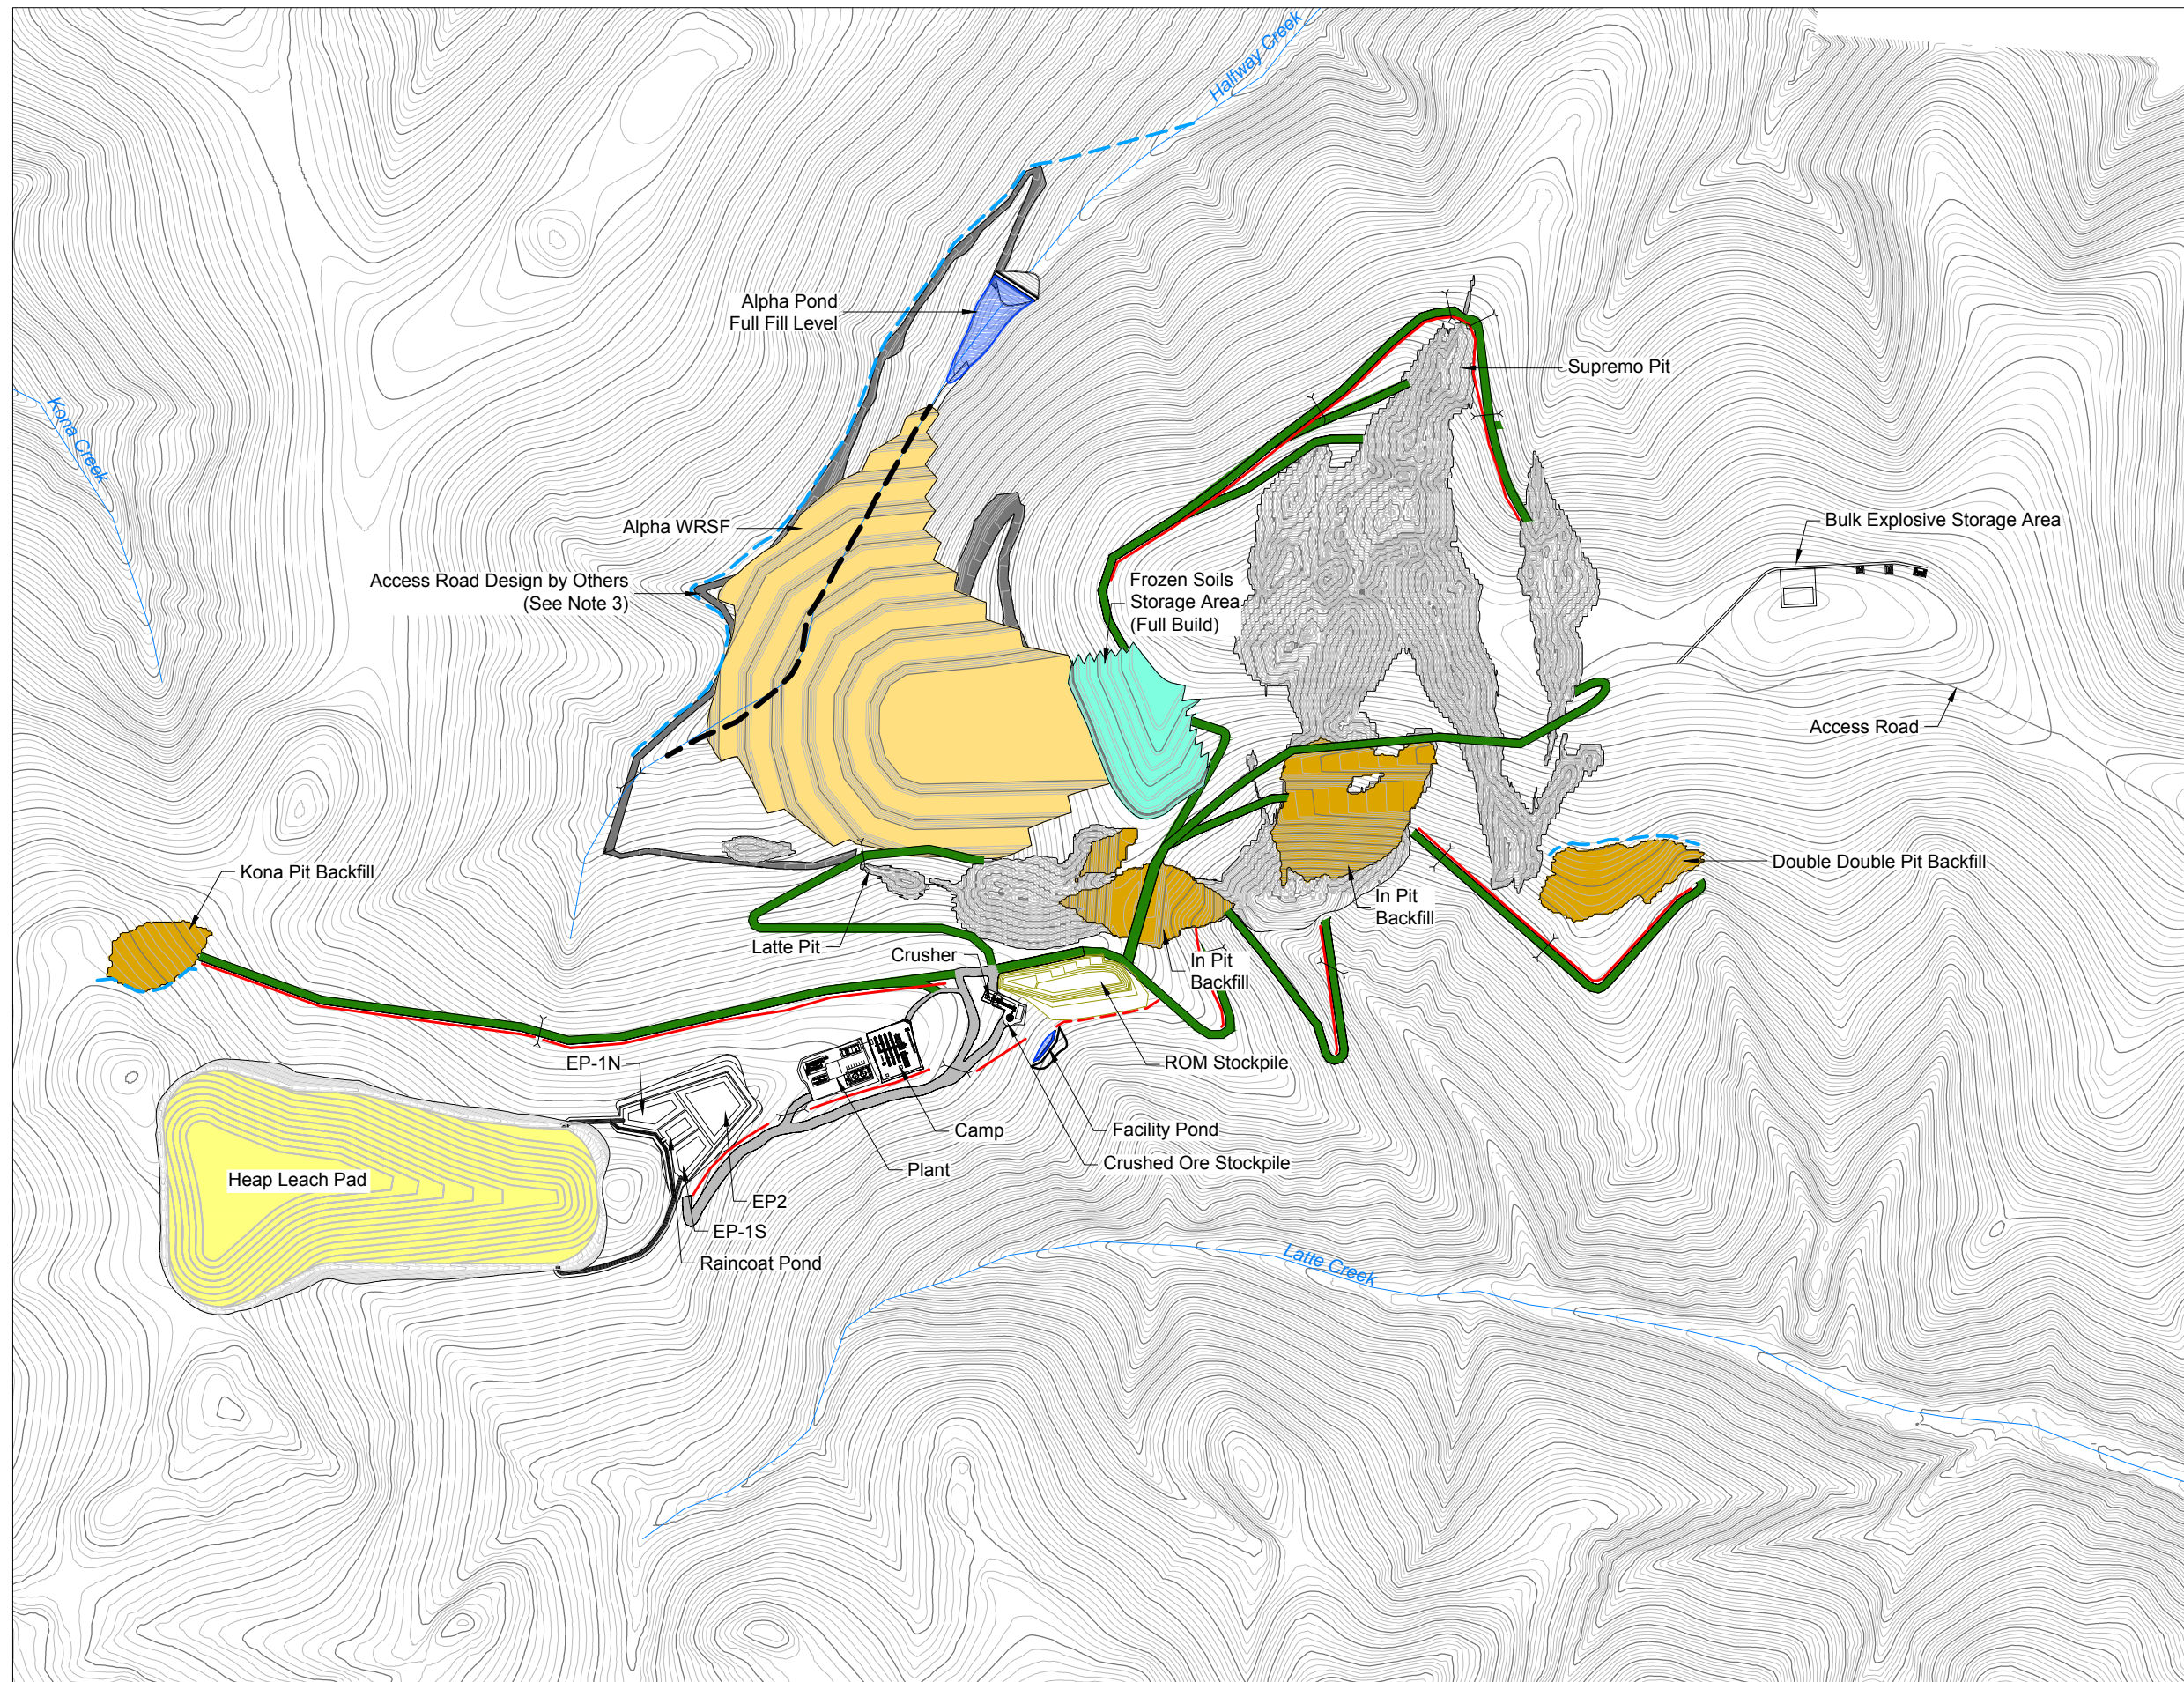 Halfway Creek
Alpha Pond
Full Fill Level
Supremo Pit
Kona Creek
Alpha WRSF
Bulk Explosive Storage Area
Access Road Design by Others
(See Note 3)
Frozen Soils
Storage Area
(Full Build)
Access Road
Kona Pit Backfill
Double Double Pit Backfill
In Pit
Backfill
Latte Pit
Crusher
In Pit
Backfill
EP-1N
ROM Stockpile
Camp
Facility Pond
Plant
Crushed Ore Stockpile
Heap Leach Pad
EP2
EP-1S
Raincoat Pond
Latte Creek